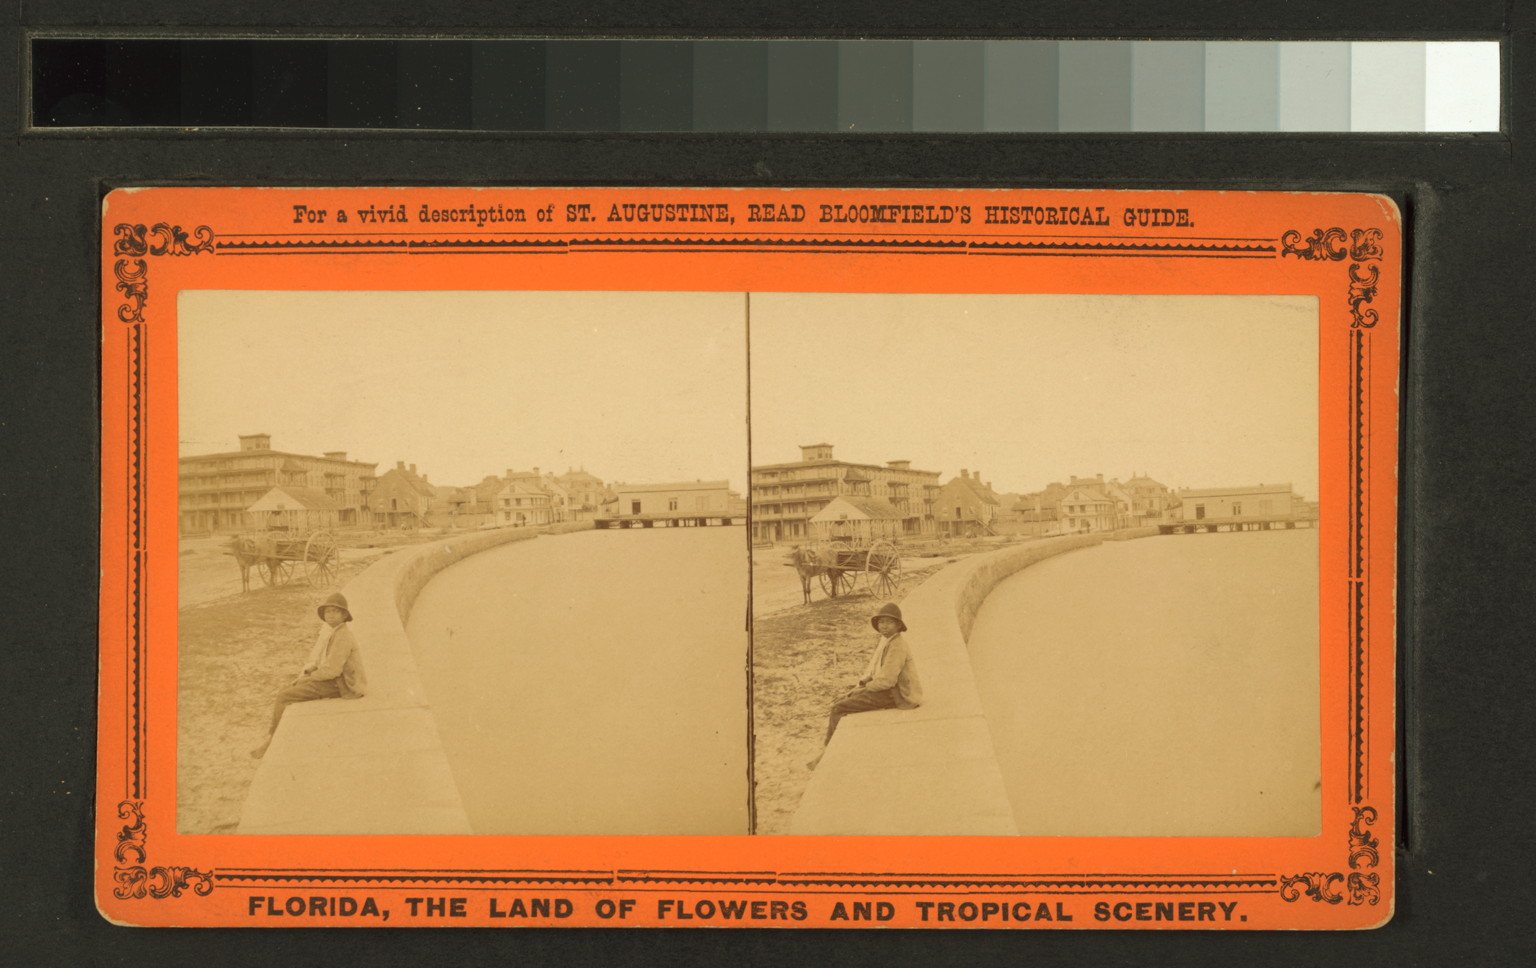 For a vivid description of ST. AUGUSTINE, READ BLOOMFIELD'S HISTORICAL GUIDE.
FLORIDA, THE LAND OF FLOWERS AND TROPICAL SCENERY.